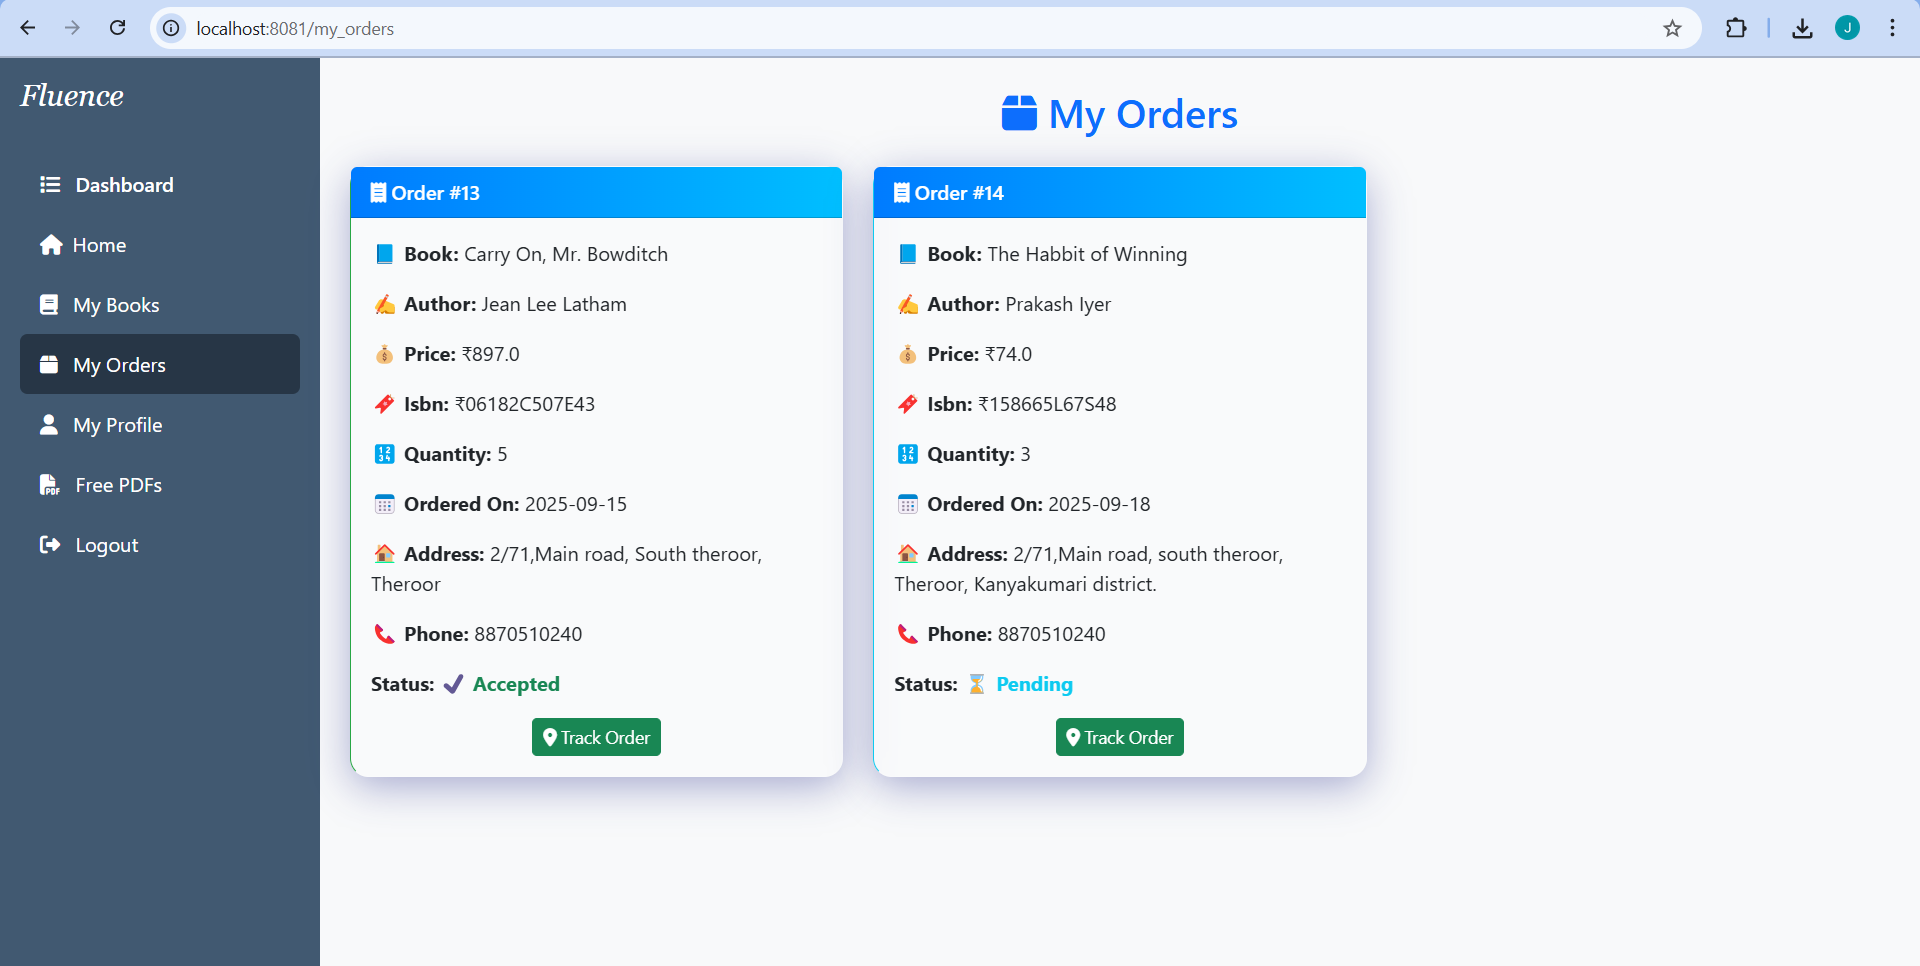 localhost:8081/my_orders
J
Fluence
Dashboard
Home
My Books
My Orders
My Profile
Free PDFs
Logout
My Orders
Order #13
Book: Carry On, Mr. Bowditch
Author: Jean Lee Latham
Price: ₹897.0
Isbn: ₹06182C507E43
Quantity: 5
Ordered On: 2025-09-15
Address: 2/71,Main road, South theroor,
Theroor
Phone: 8870510240
Status: Accepted
Track Order
Order #14
Book: The Habbit of Winning
Author: Prakash Iyer
Price: ₹74.0
Isbn: ₹158665L67S48
Quantity: 3
Ordered On: 2025-09-18
Address: 2/71,Main road, south theroor,
Theroor, Kanyakumari district.
Phone: 8870510240
Status: Pending
Track Order